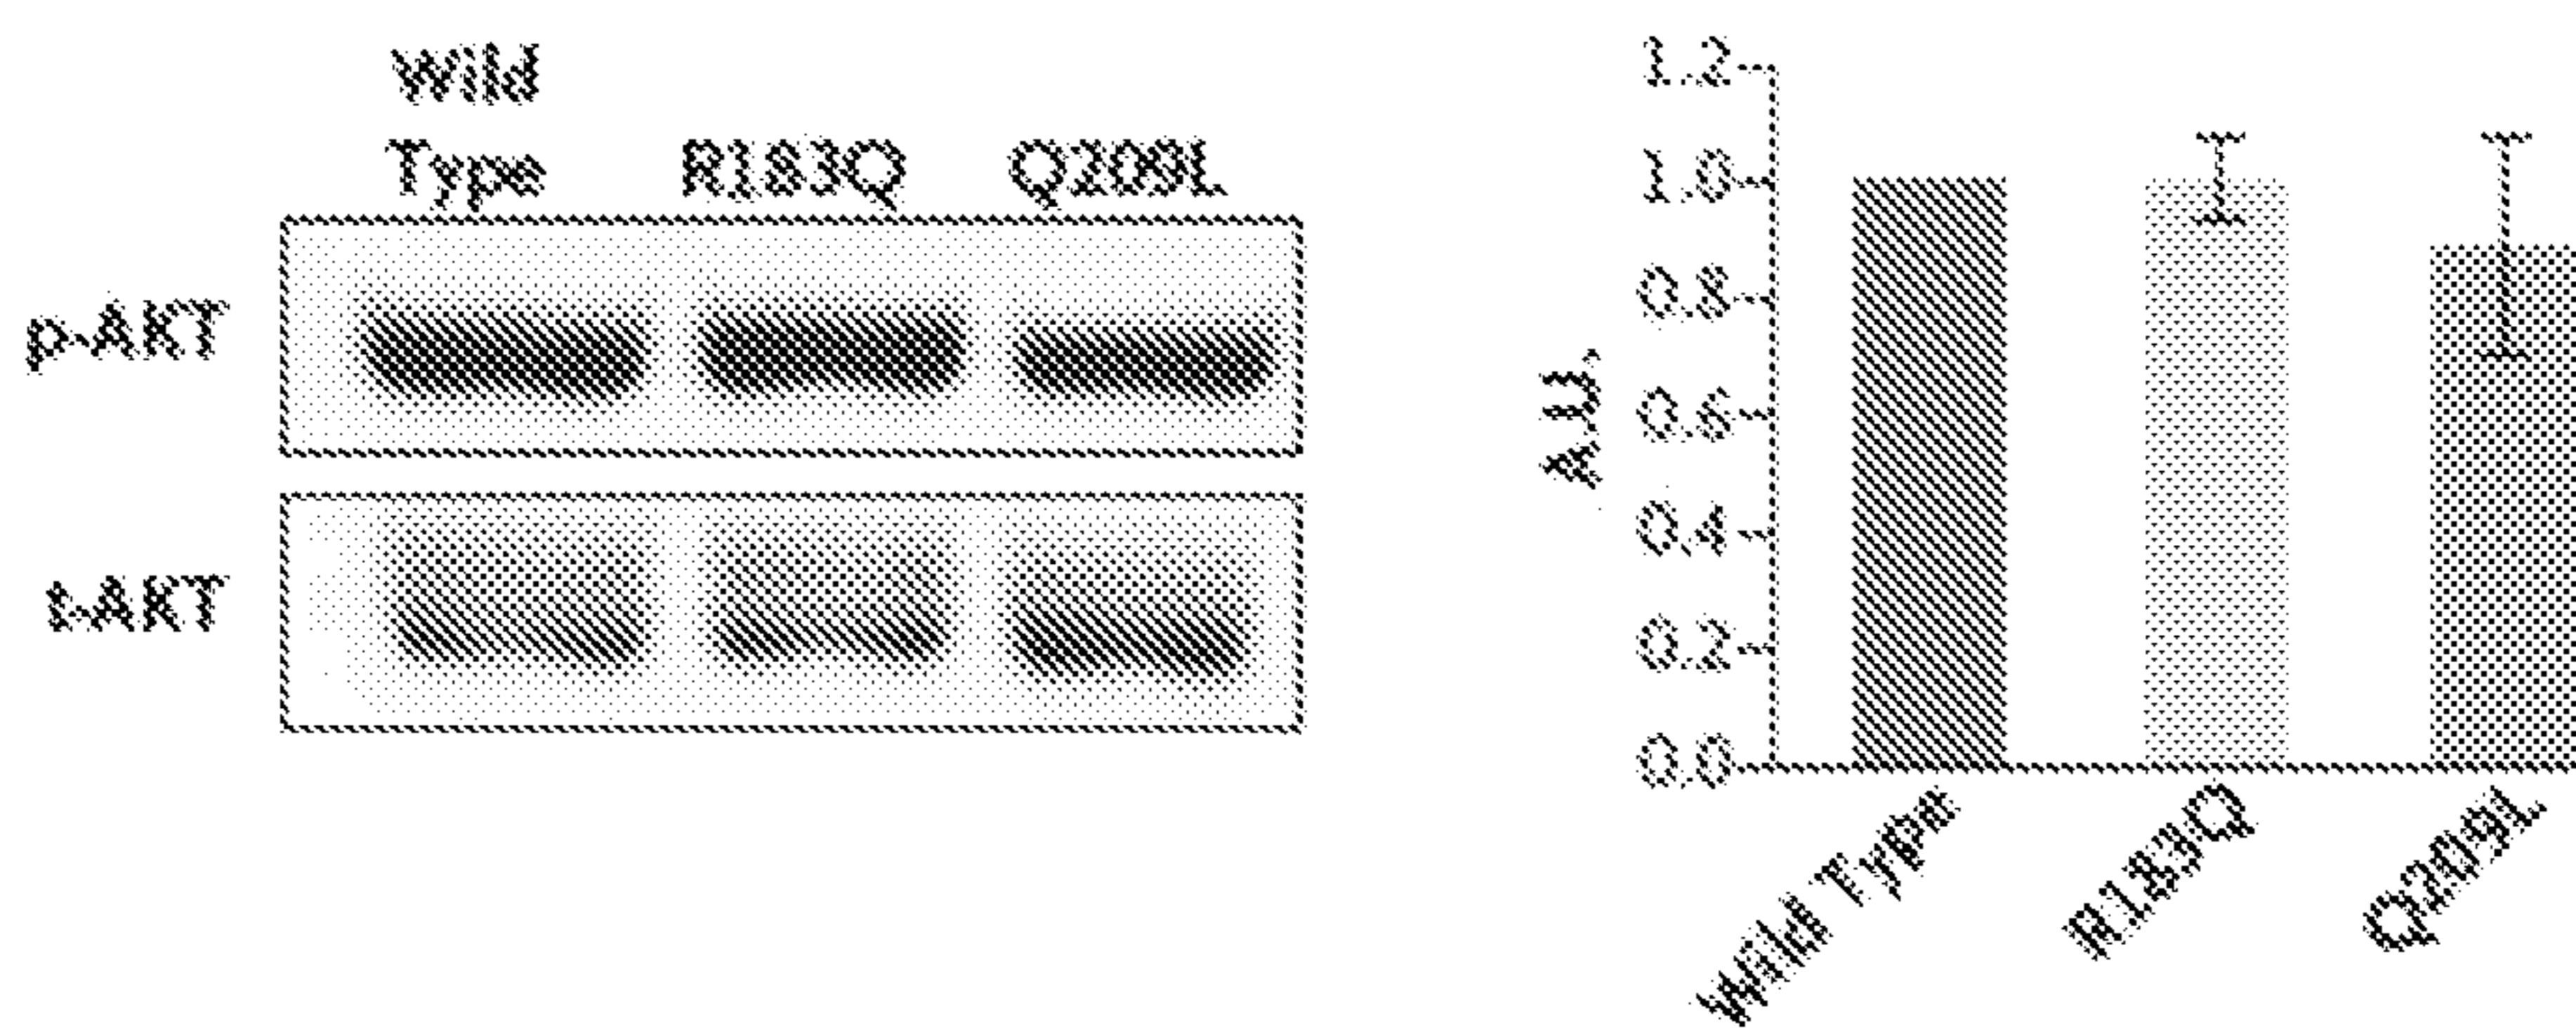 Wild
Type R183Q Q209L
p-AKT
t-AKT
1.2
1.0
0.8
0.6
0.4
0.2
0.0
A.U.
Wild Type
R183Q
Q209L